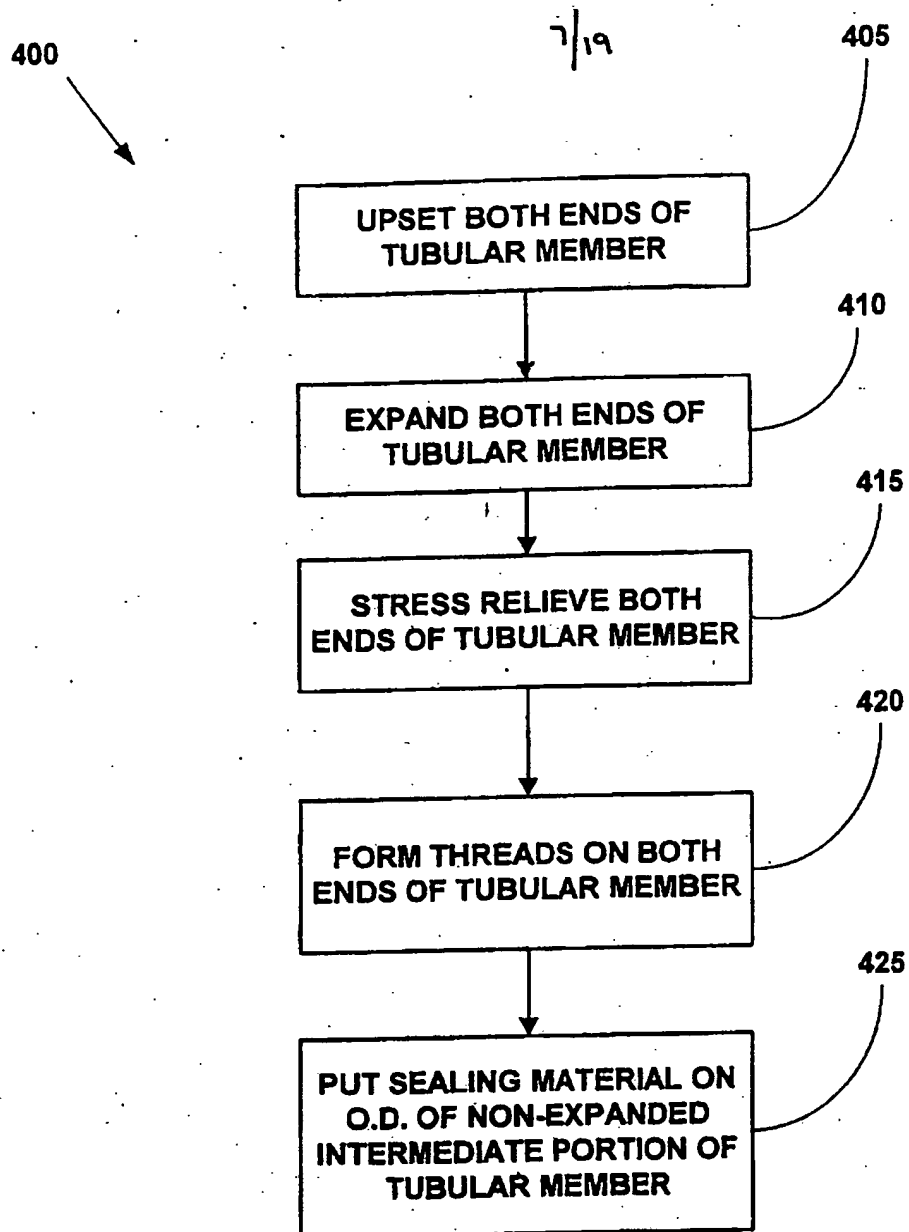 7/19
400
405
UPSET BOTH ENDS OF
TUBULAR MEMBER
410
EXPAND BOTH ENDS OF
TUBULAR MEMBER
415
STRESS RELIEVE BOTH
ENDS OF TUBULAR MEMBER
420
FORM THREADS ON BOTH
ENDS OF TUBULAR MEMBER
425
PUT SEALING MATERIAL ON
O.D. OF NON-EXPANDED
INTERMEDIATE PORTION OF
TUBULAR MEMBER